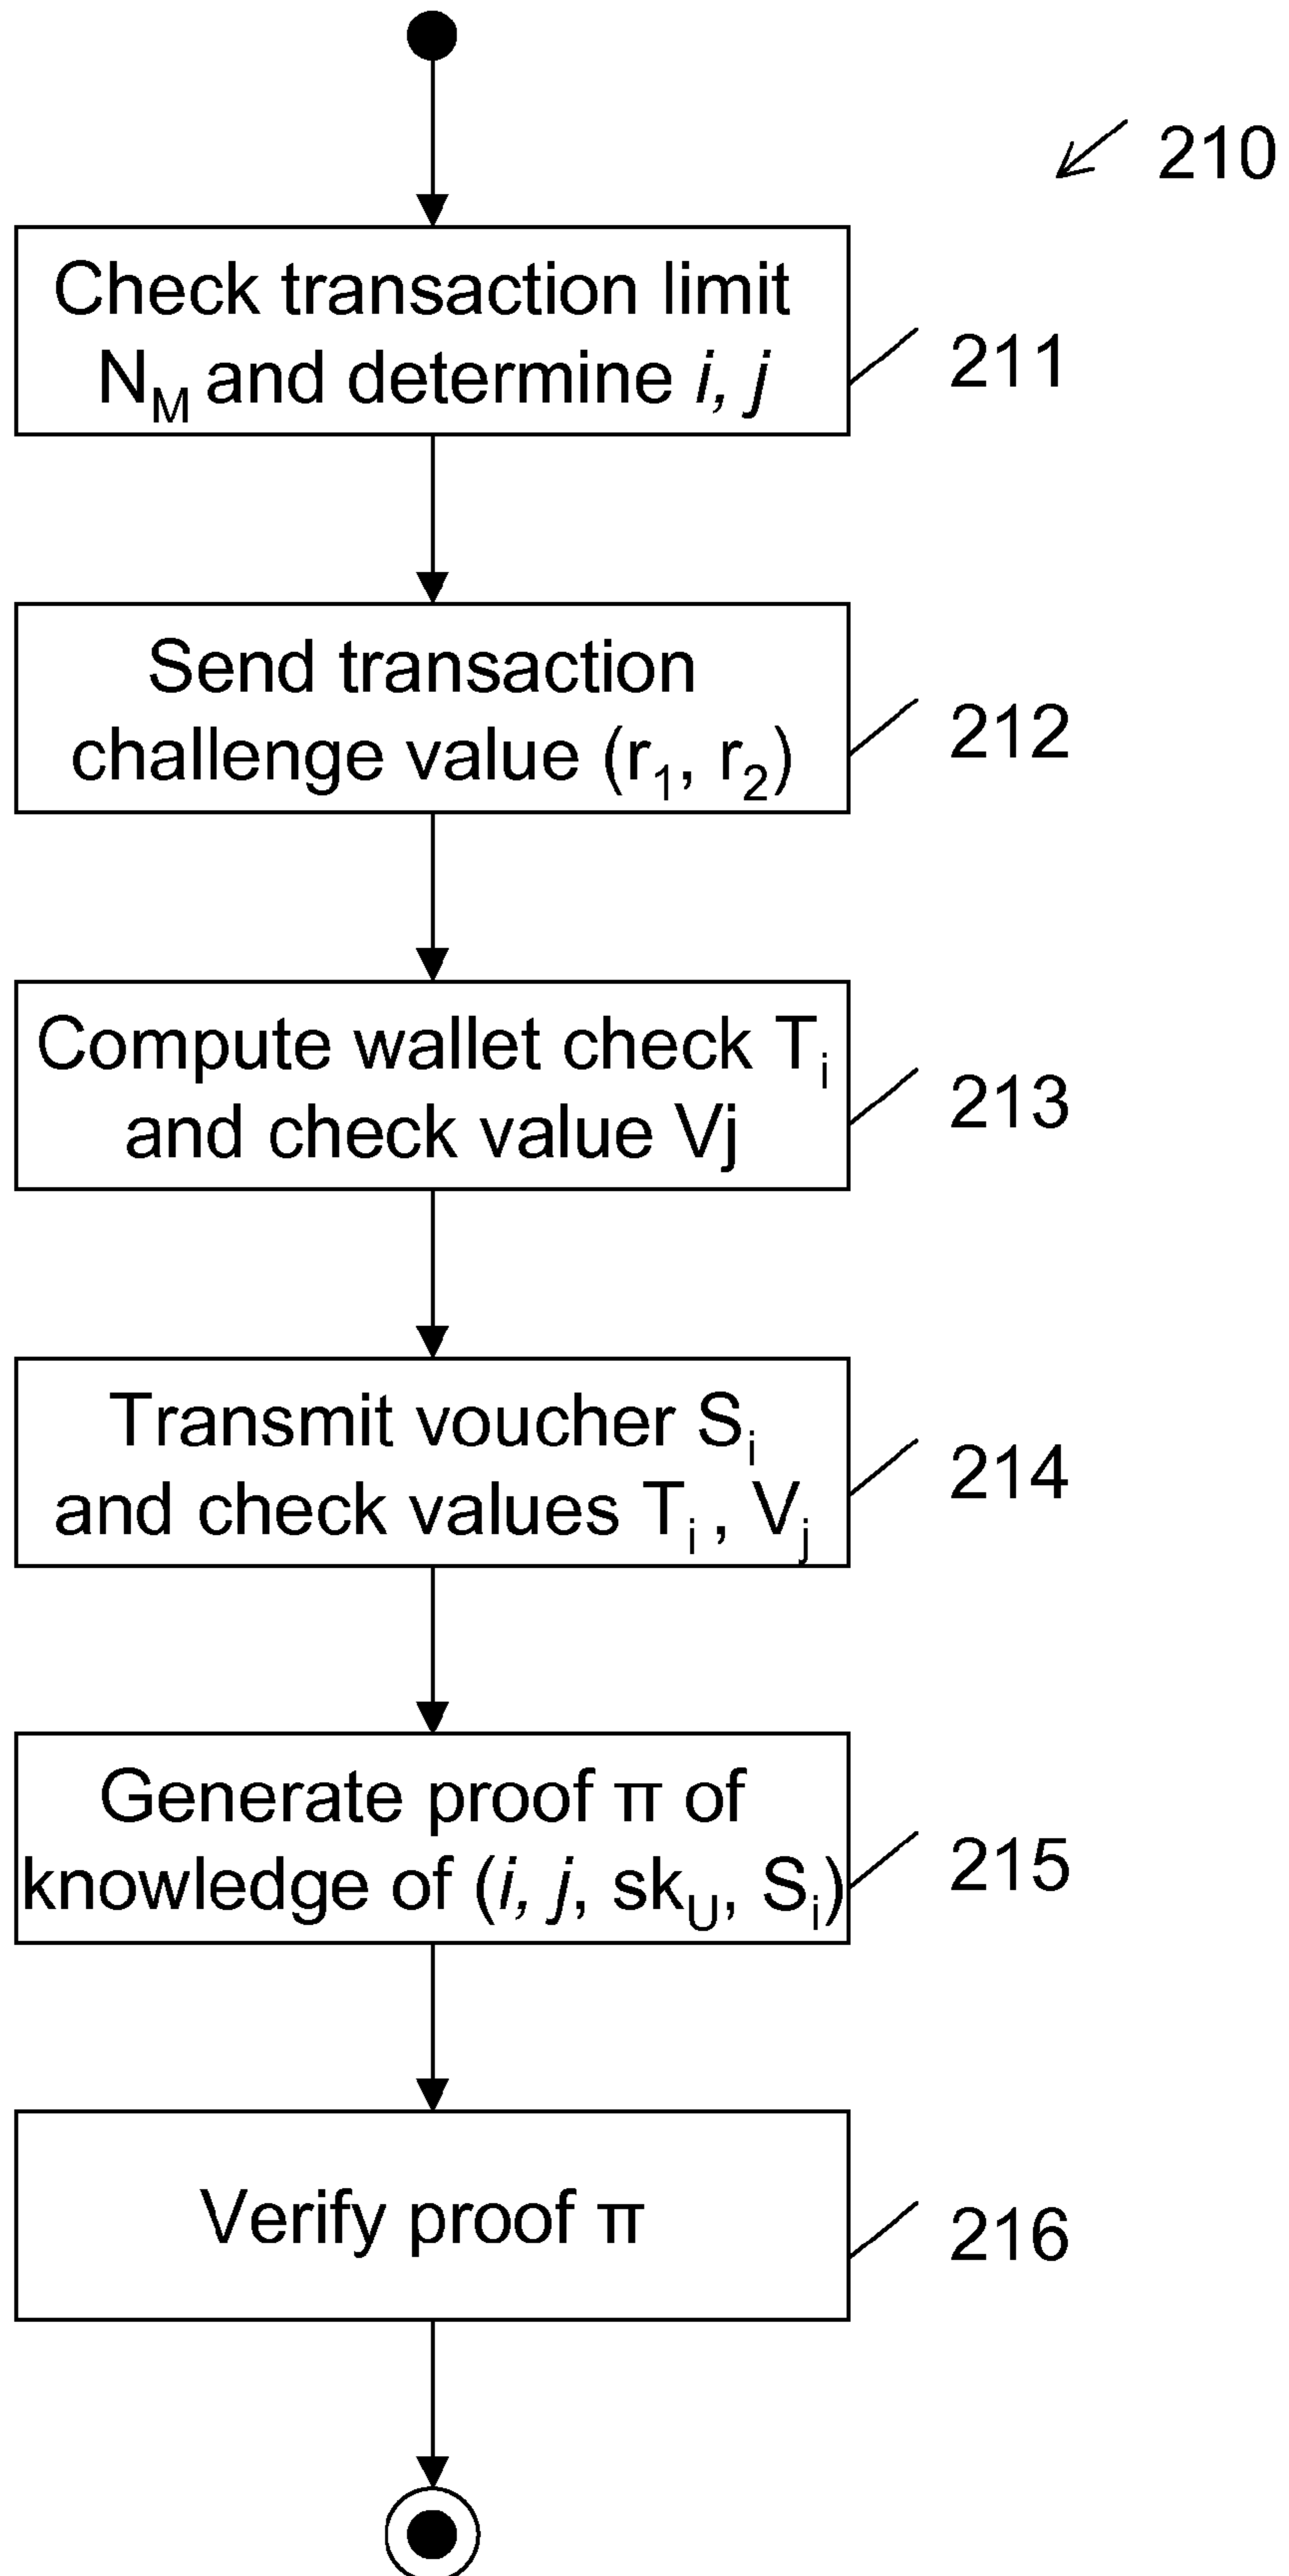 210
Check transaction limit
N_M and determine i, j
211
Send transaction
challenge value (r₁, r₂)
212
Compute wallet check Tᵢ
and check value Vj
213
Transmit voucher Sᵢ
and check values Tᵢ , Vⱼ
214
Generate proof π of
knowledge of (i, j, sk_U, Sᵢ)
215
Verify proof π
216